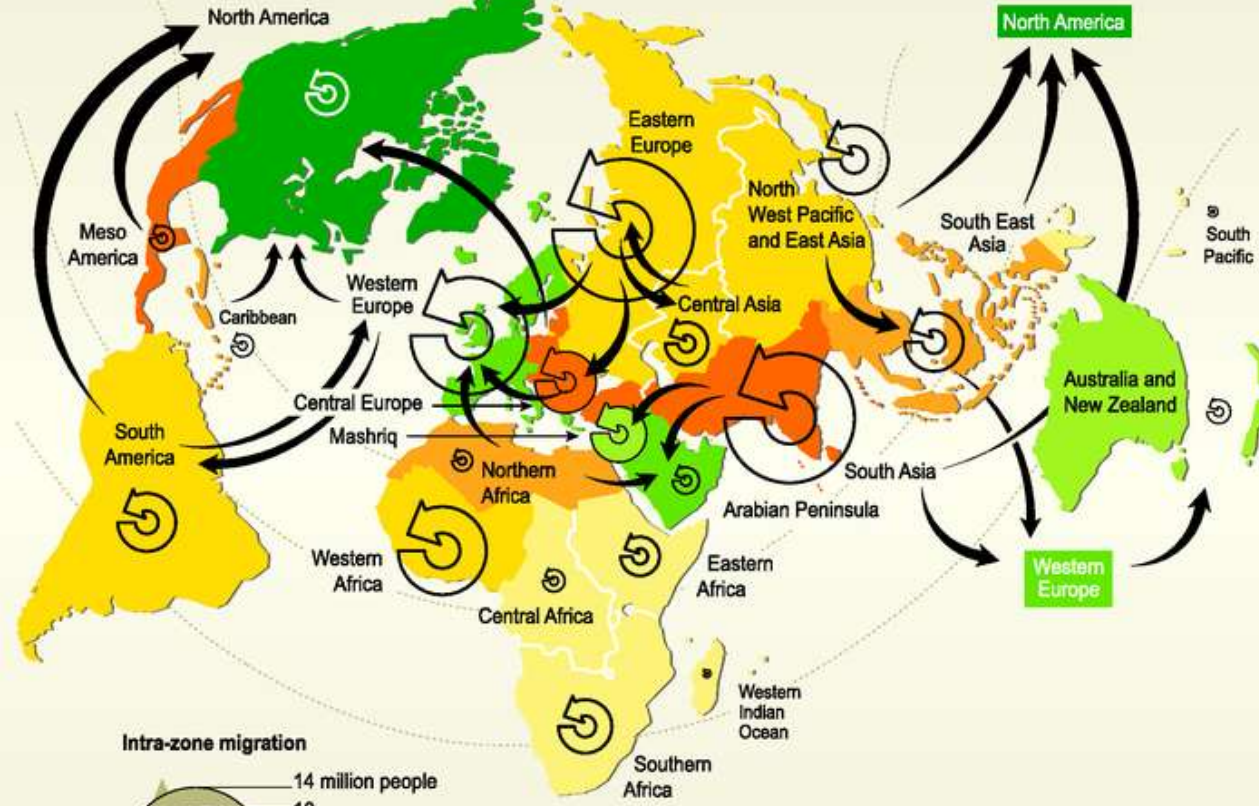 North America
North America
Eastern
Europe
North
West Pacific
and East Asia
South East
Asia
South
Pacific
Meso
America
Western
Europe
Caribbean
Central Asia
Central Europe
Mashriq
Australia and
New Zealand
South
America
Northern
Africa
South Asia
Arabian Peninsula
Western
Africa
Eastern
Africa
Central Africa
Western
Europe
Western
Indian
Ocean
Southern
Africa
Intra-zone migration
14 million people